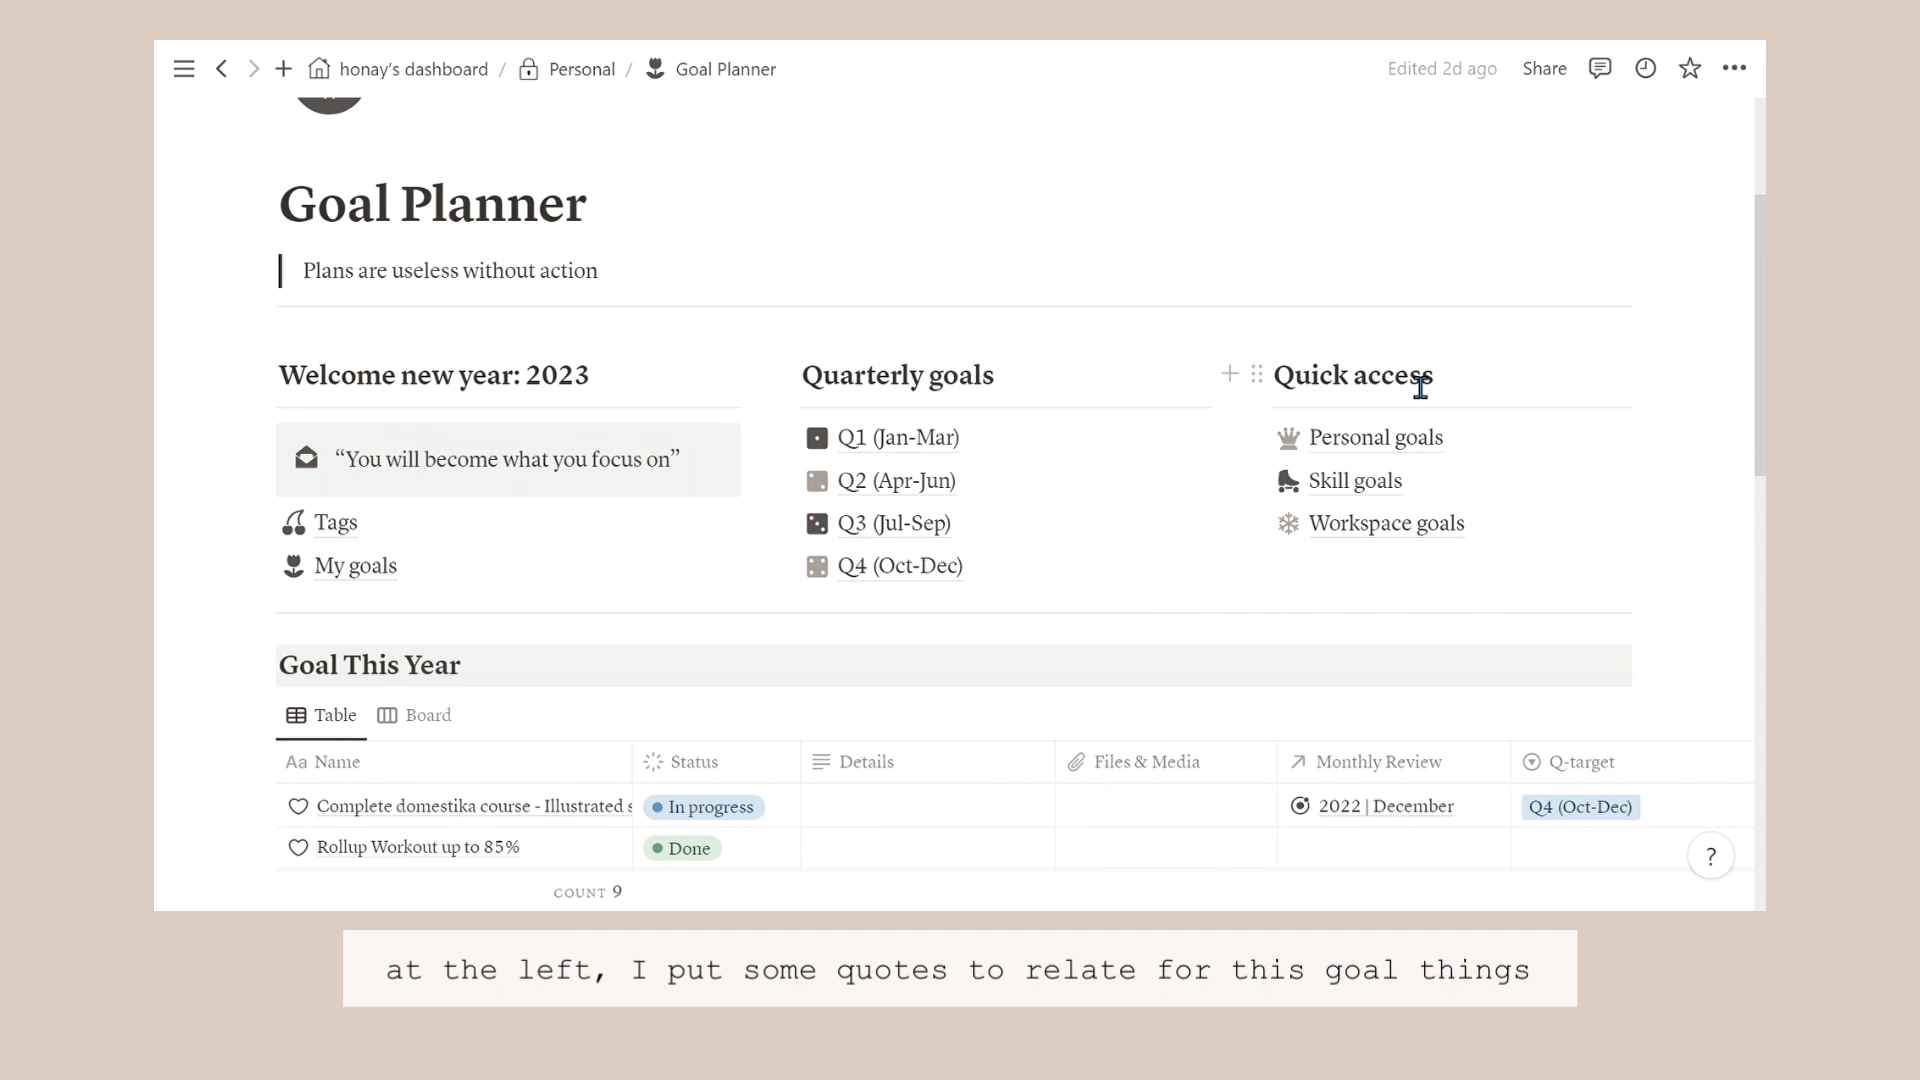 honay's dashboard / Personal / Goal Planner
Edited 2d ago Share
Goal Planner
Plans are useless without action
Welcome new year: 2023
“You will become what you focus on”
Tags
My goals
Quarterly goals
Q1 (Jan-Mar)
Q2 (Apr-Jun)
Q3 (Jul-Sep)
Q4 (Oct-Dec)
Quick access
Personal goals
Skill goals
Workspace goals
Goal This Year
Table Board
Aa Name Status Details Files & Media Monthly Review Q-target
Complete domestika course - Illustrated s In progress 2022 | December Q4 (Oct-Dec)
Rollup Workout up to 85% Done
?
COUNT 9
at the left, I put some quotes to relate for this goal things